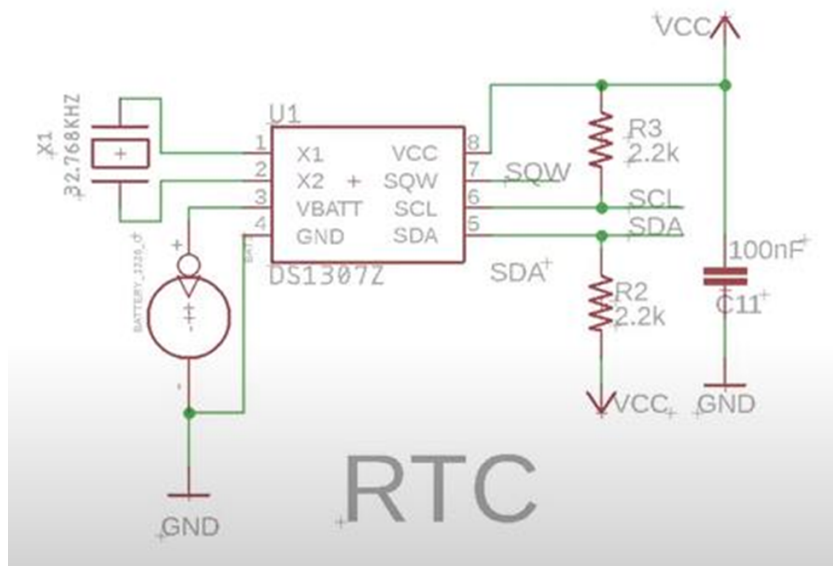 VCC
X1
32.768KHZ
U1
1
X1
VCC
8
2
X2
SQW
7
SQW
3
VBATT
SCL
6
SCL
4
GND
SDA
5
SDA
DS1307Z
SDA
R3
2.2k
R2
2.2k
100nF
C11
VCC
GND
+
-
GND
RTC